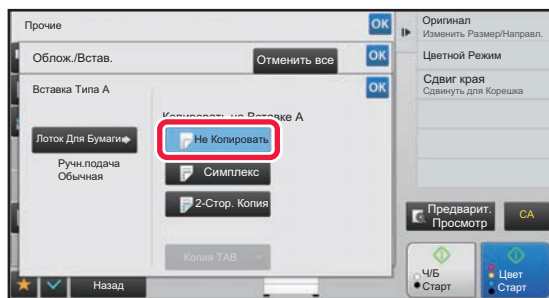 Прочие
OK
Облож./Встав.
Отменить все
OK
Вставка Типа А
OK
Копировать на Вставке А
Лоток Для Бумаги
Не Копировать
Ручн.подача
Обычная
Симплекс
2-Стор. Копия
Копия TAB
Назад
Оригинал
Изменить Размер/Направл.
Цветной Режим
Сдвиг края
Сдвинуть для Корешка
Предварит.
Просмотр
CA
Ч/Б
Старт
Цвет
Старт